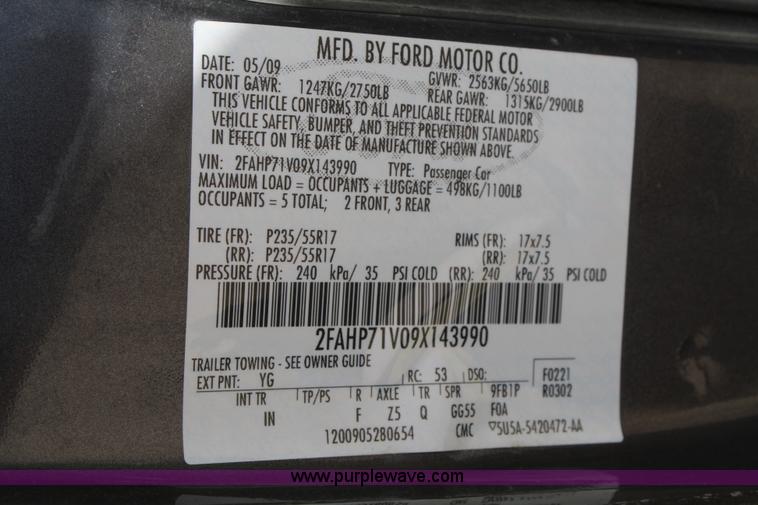 MFD. BY FORD MOTOR CO.
DATE: 05/09 GVWR: 2563KG/5650LB
FRONT GAWR: 1247KG/2750LB REAR GAWR: 1315KG/2900LB
THIS VEHICLE CONFORMS TO ALL APPLICABLE FEDERAL MOTOR
VEHICLE SAFETY, BUMPER, AND THEFT PREVENTION STANDARDS
IN EFFECT ON THE DATE OF MANUFACTURE SHOWN ABOVE.
VIN: 2FAHP71V09X143990 TYPE: Passenger Car
MAXIMUM LOAD = OCCUPANTS + LUGGAGE = 498KG/1100LB
OCCUPANTS = 5 TOTAL; 2 FRONT, 3 REAR
TIRE (FR): P235/55R17 RIMS (FR): 17x7.5
(RR): P235/55R17 (RR): 17x7.5
PRESSURE (FR): 240 kPa/ 35 PSI COLD (RR): 240 kPa/ 35 PSI COLD
2FAHP71V09X143990
TRAILER TOWING - SEE OWNER GUIDE
EXT PNT: YG RC: 53 DSO: F0221
INT TR TP/PS R AXLE TR SPR 9FB1P R0302
IN F Z5 Q GG55 FOA
1200905280654 CMC ▽5U5A-5420472-AA
www.purplewave.com